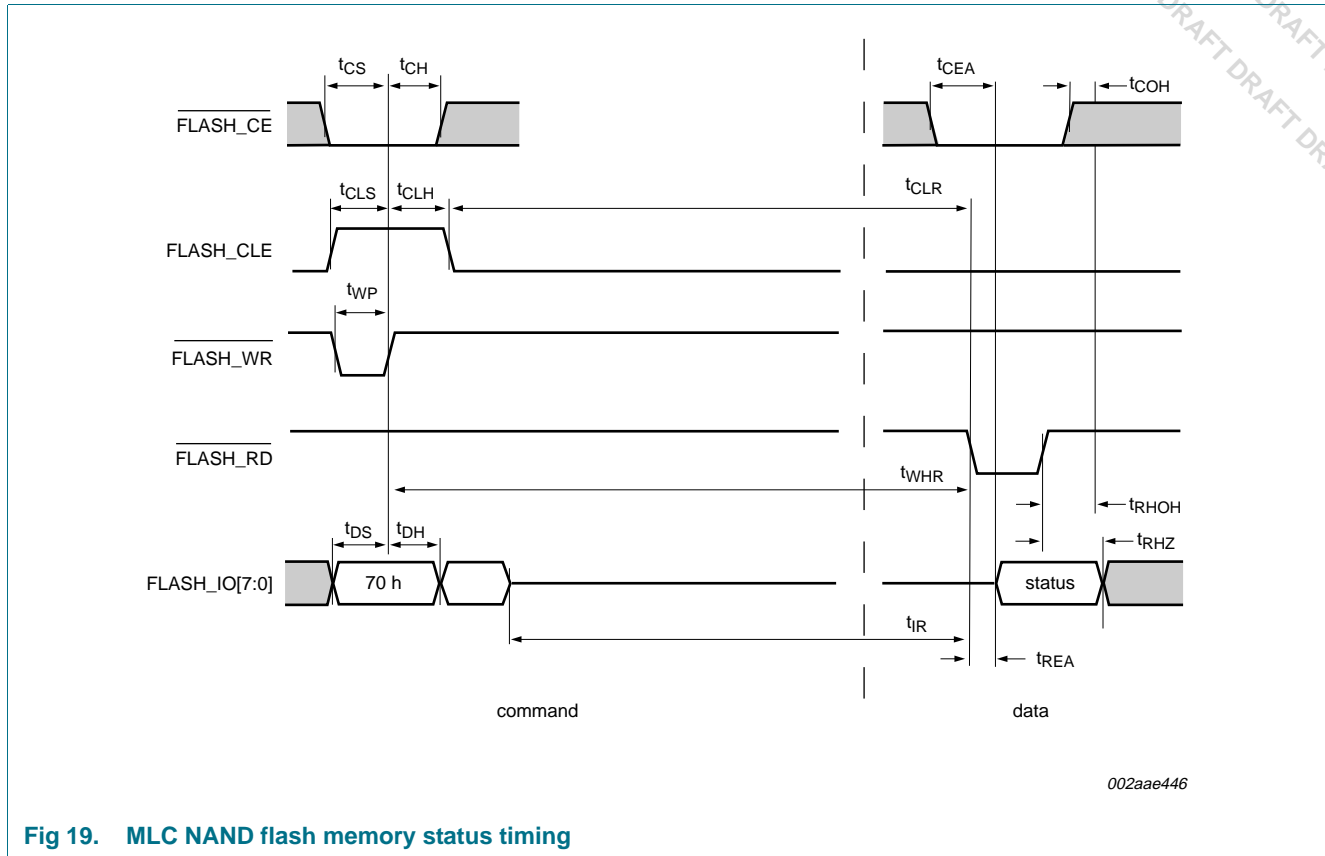 DRAFT DRAFT
DRAFT DRAFT DR
tCS tCH tCEA tCOH
FLASH_CE
tCLS tCLH tCLR
FLASH_CLE
tWP
FLASH_WR
FLASH_RD
tWHR
tRHOH
tDS tDH tRHZ
FLASH_IO[7:0] 70 h status
tIR
tREA
command data
002aae446
Fig 19. MLC NAND flash memory status timing